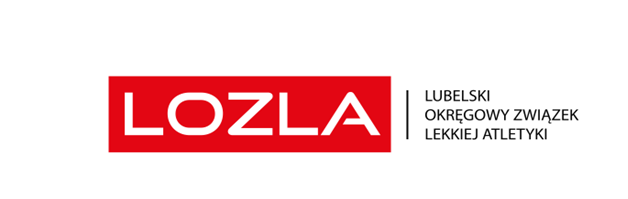 LOZLA
LUBELSKI
OKRĘGOWY ZWIĄZEK
LEKKIEJ ATLETYKI